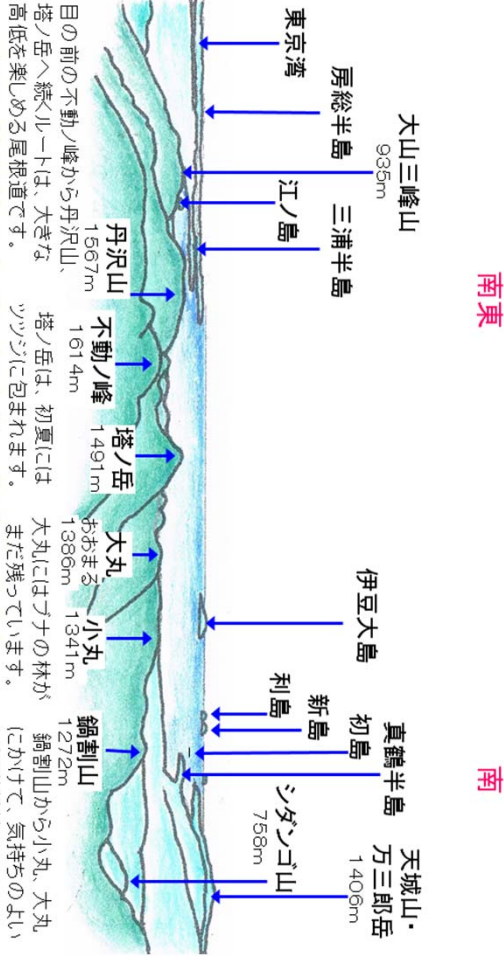 南東
南
大山三峰山
935m
天城山・
万三郎岳
1406m
房総半島
三浦半島
伊豆大島
真鶴半島
初島
東京湾
江ノ島
新島
利島
シダンゴ山
758m
丹沢山
1567m
不動ノ峰
1614m
塔ノ岳
1491m
大丸
おおまる
1386m
小丸
1341m
鍋割山
1272m
目の前の不動ノ峰から丹沢山、
塔ノ岳へ続くルートは、大きな
高低を楽しめる尾根道です。
塔ノ岳は、初夏には
ツツジに包まれます。
大丸にはブナの林が
まだ残っています。
鍋割山から小丸、大丸
にかけて、気持ちのよい